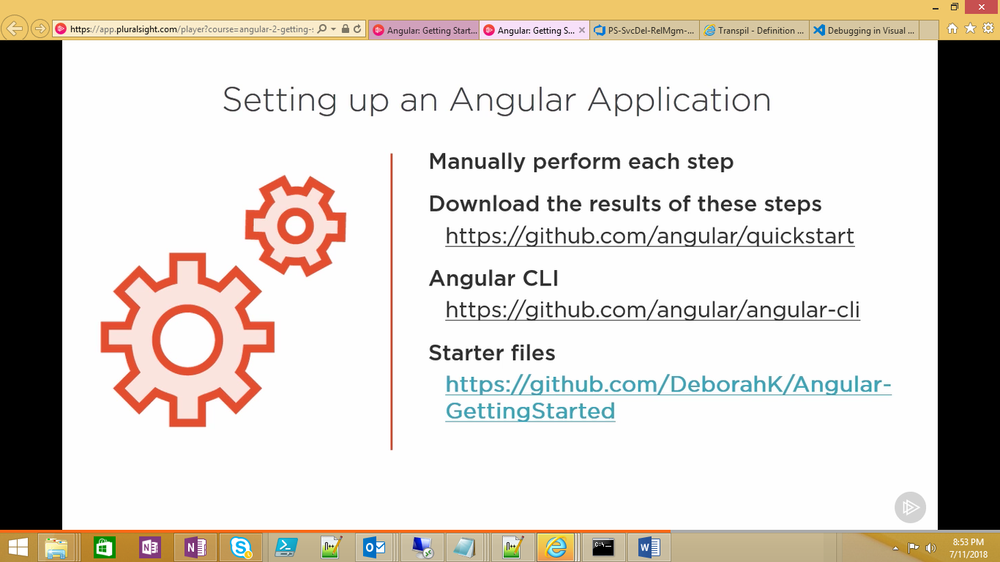 https://app.pluralsight.com/player?course=angular-2-getting-s
Angular: Getting Start...
Angular: Getting S...
PS-SvcDel-RelMgm-...
Transpil - Definition ...
Debugging in Visual ...
Setting up an Angular Application
Manually perform each step
Download the results of these steps
https://github.com/angular/quickstart
Angular CLI
https://github.com/angular/angular-cli
Starter files
https://github.com/DeborahK/Angular-
GettingStarted
8:53 PM
7/11/2018